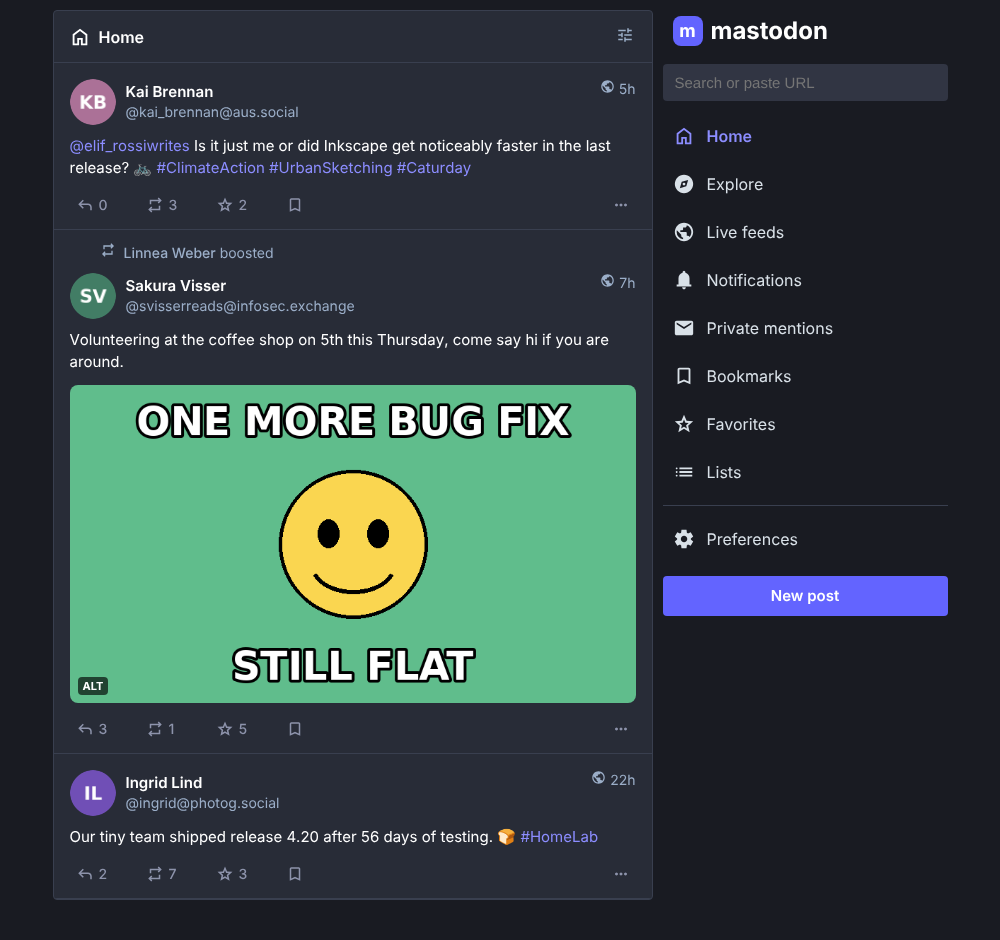 Home
KB
Kai Brennan
@kai_brennan@aus.social
5h
@elif_rossiwrites Is it just me or did Inkscape get noticeably faster in the last
release? 🚲 #ClimateAction #UrbanSketching #Caturday
0 3 2
Linnea Weber boosted
SV
Sakura Visser
@svisserreads@infosec.exchange
7h
Volunteering at the coffee shop on 5th this Thursday, come say hi if you are
around.
ONE MORE BUG FIX
STILL FLAT
ALT
3 1 5
IL
Ingrid Lind
@ingrid@photog.social
22h
Our tiny team shipped release 4.20 after 56 days of testing. 🍞 #HomeLab
2 7 3
m mastodon
Search or paste URL
Home
Explore
Live feeds
Notifications
Private mentions
Bookmarks
Favorites
Lists
Preferences
New post